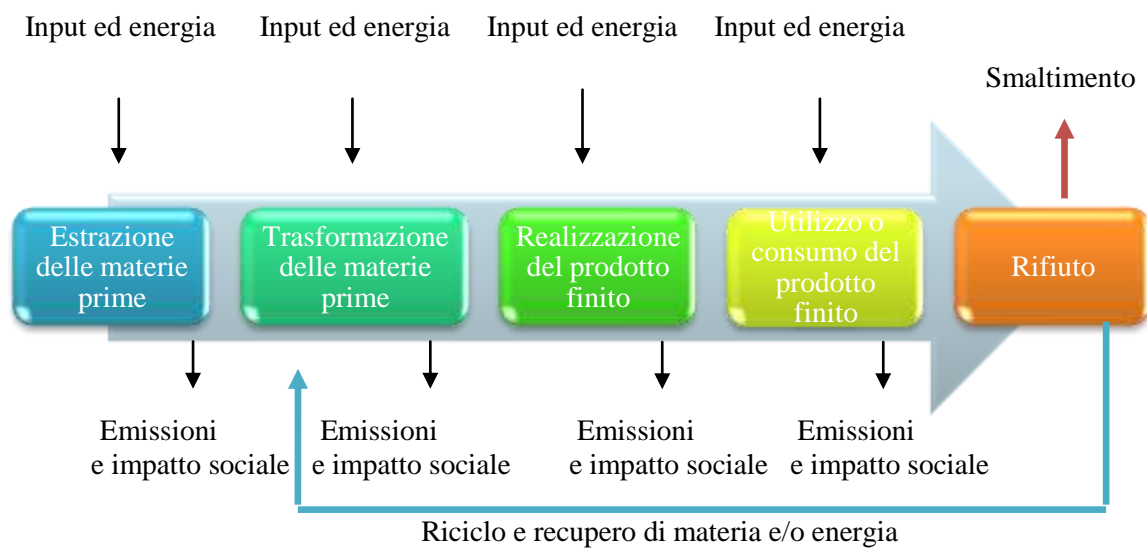 Input ed energia
Input ed energia
Input ed energia
Input ed energia
Smaltimento
Estrazione
delle materie
prime
Trasformazione
delle materie
prime
Realizzazione
del prodotto
finito
Utilizzo o
consumo del
prodotto
finito
Rifiuto
Emissioni
e impatto sociale
Emissioni
e impatto sociale
Emissioni
e impatto sociale
Emissioni
e impatto sociale
Riciclo e recupero di materia e/o energia